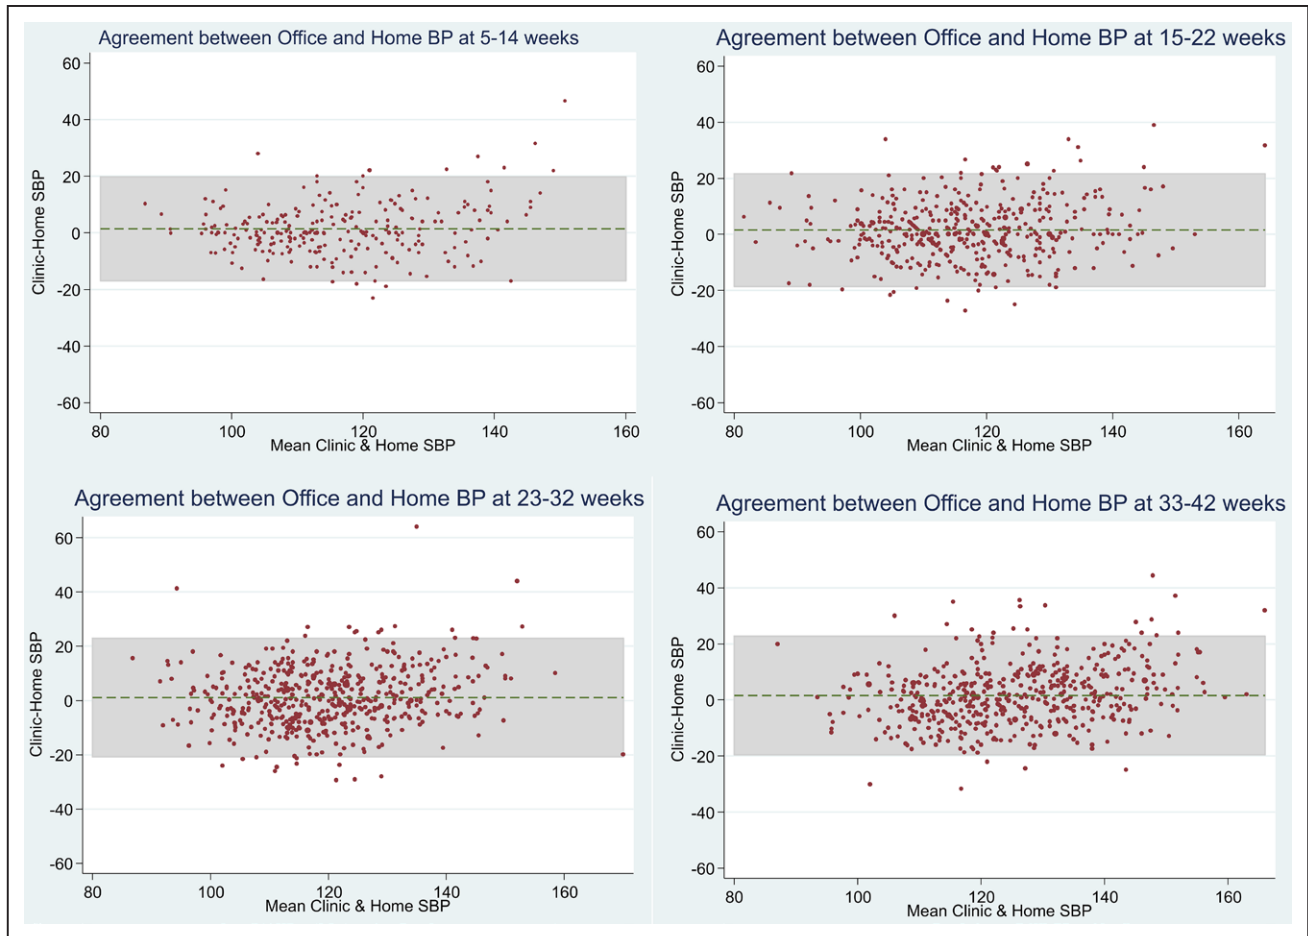 Agreement between Office and Home BP at 5-14 weeks
60
40
20
0
-20
-40
-60
Clinic-Home SBP
80 100 120 140 160
Mean Clinic & Home SBP
Agreement between Office and Home BP at 15-22 weeks
60
40
20
0
-20
-40
-60
Clinic-Home SBP
80 100 120 140 160
Mean Clinic & Home SBP
Agreement between Office and Home BP at 23-32 weeks
60
40
20
0
-20
-40
-60
Clinic-Home SBP
80 100 120 140 160
Mean Clinic & Home SBP
Agreement between Office and Home BP at 33-42 weeks
60
40
20
0
-20
-40
-60
Clinic-Home SBP
80 100 120 140 160
Mean Clinic & Home SBP